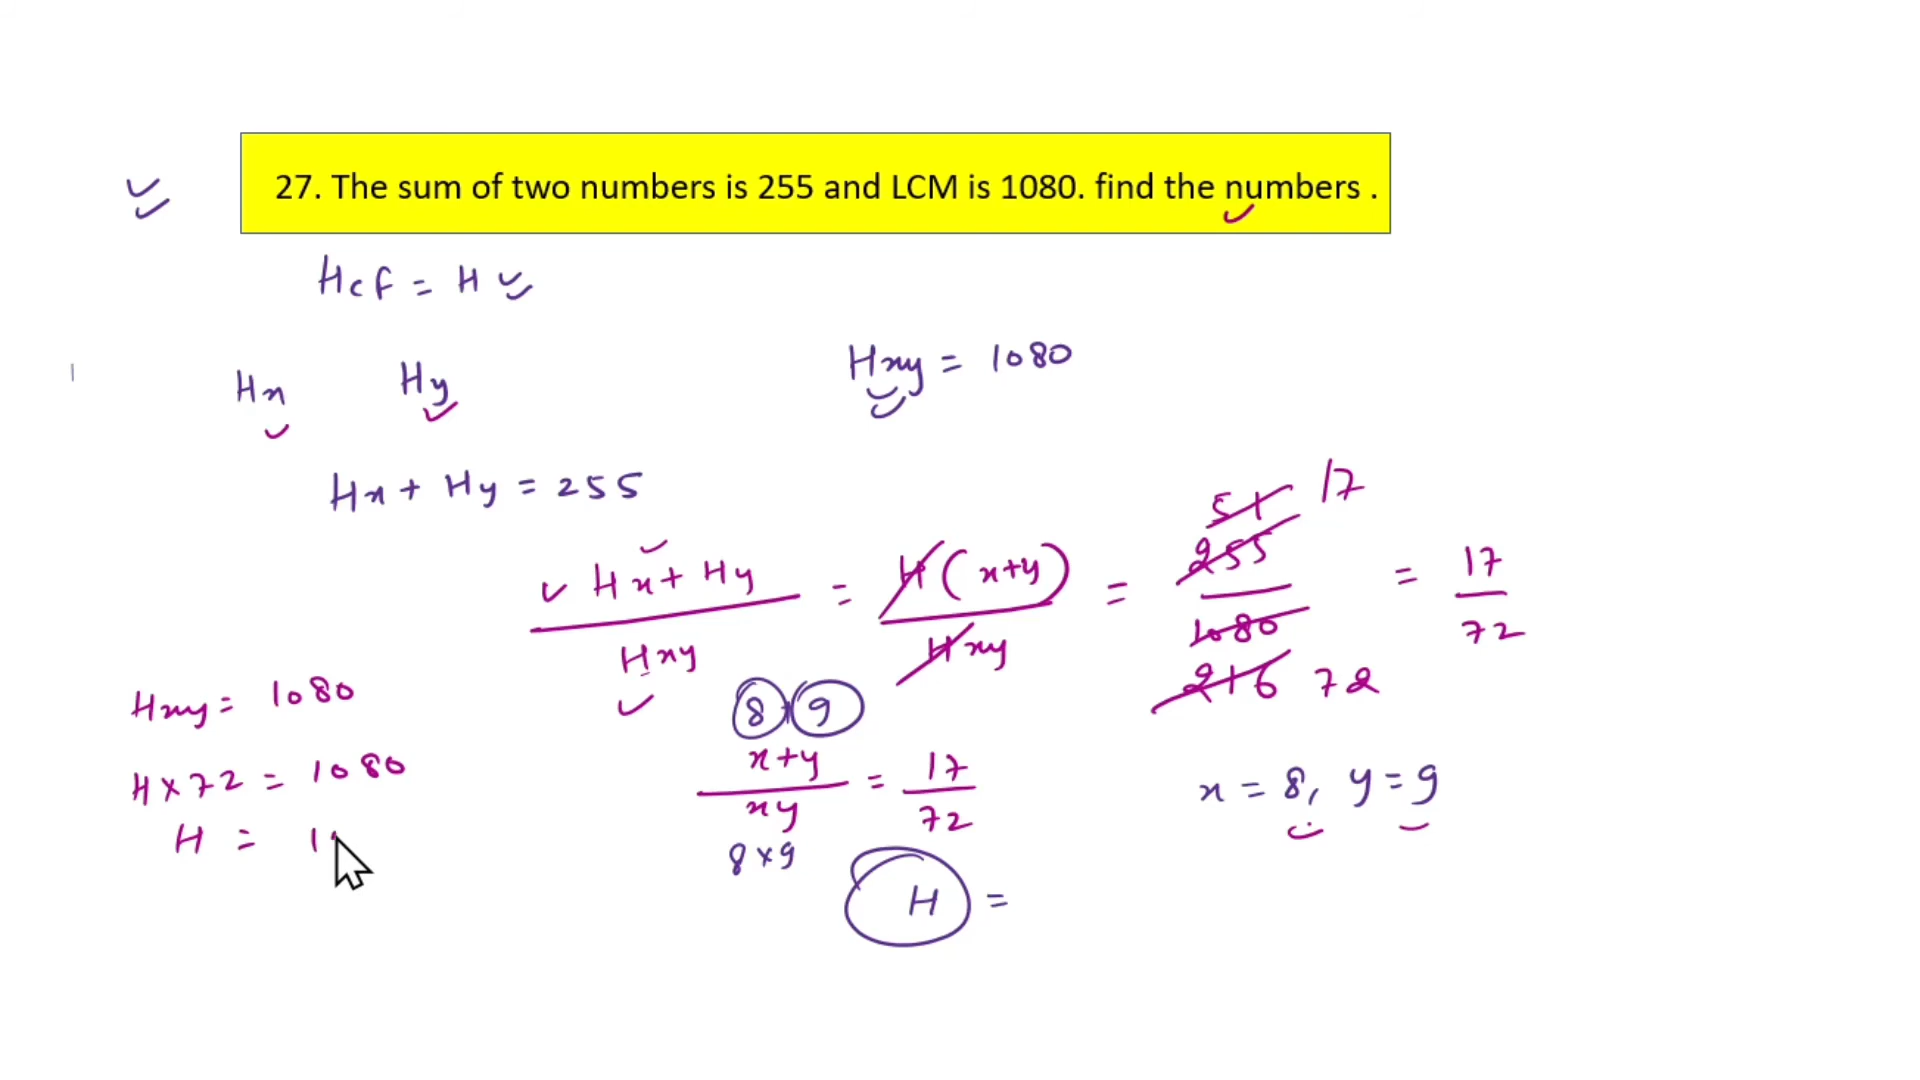 27. The sum of two numbers is 255 and LCM is 1080. find the numbers .
Hcf = H
Hx Hy
Hxy = 1080
Hx + Hy = 255
Hx + Hy / Hxy = H(x+y) / Hxy = 255 / 1080 = 17 / 72
51 17
216 72
Hxy = 1080
H × 72 = 1080
H =
8 9
x+y / xy = 17 / 72
8 × 9
x = 8, y = 9
H =